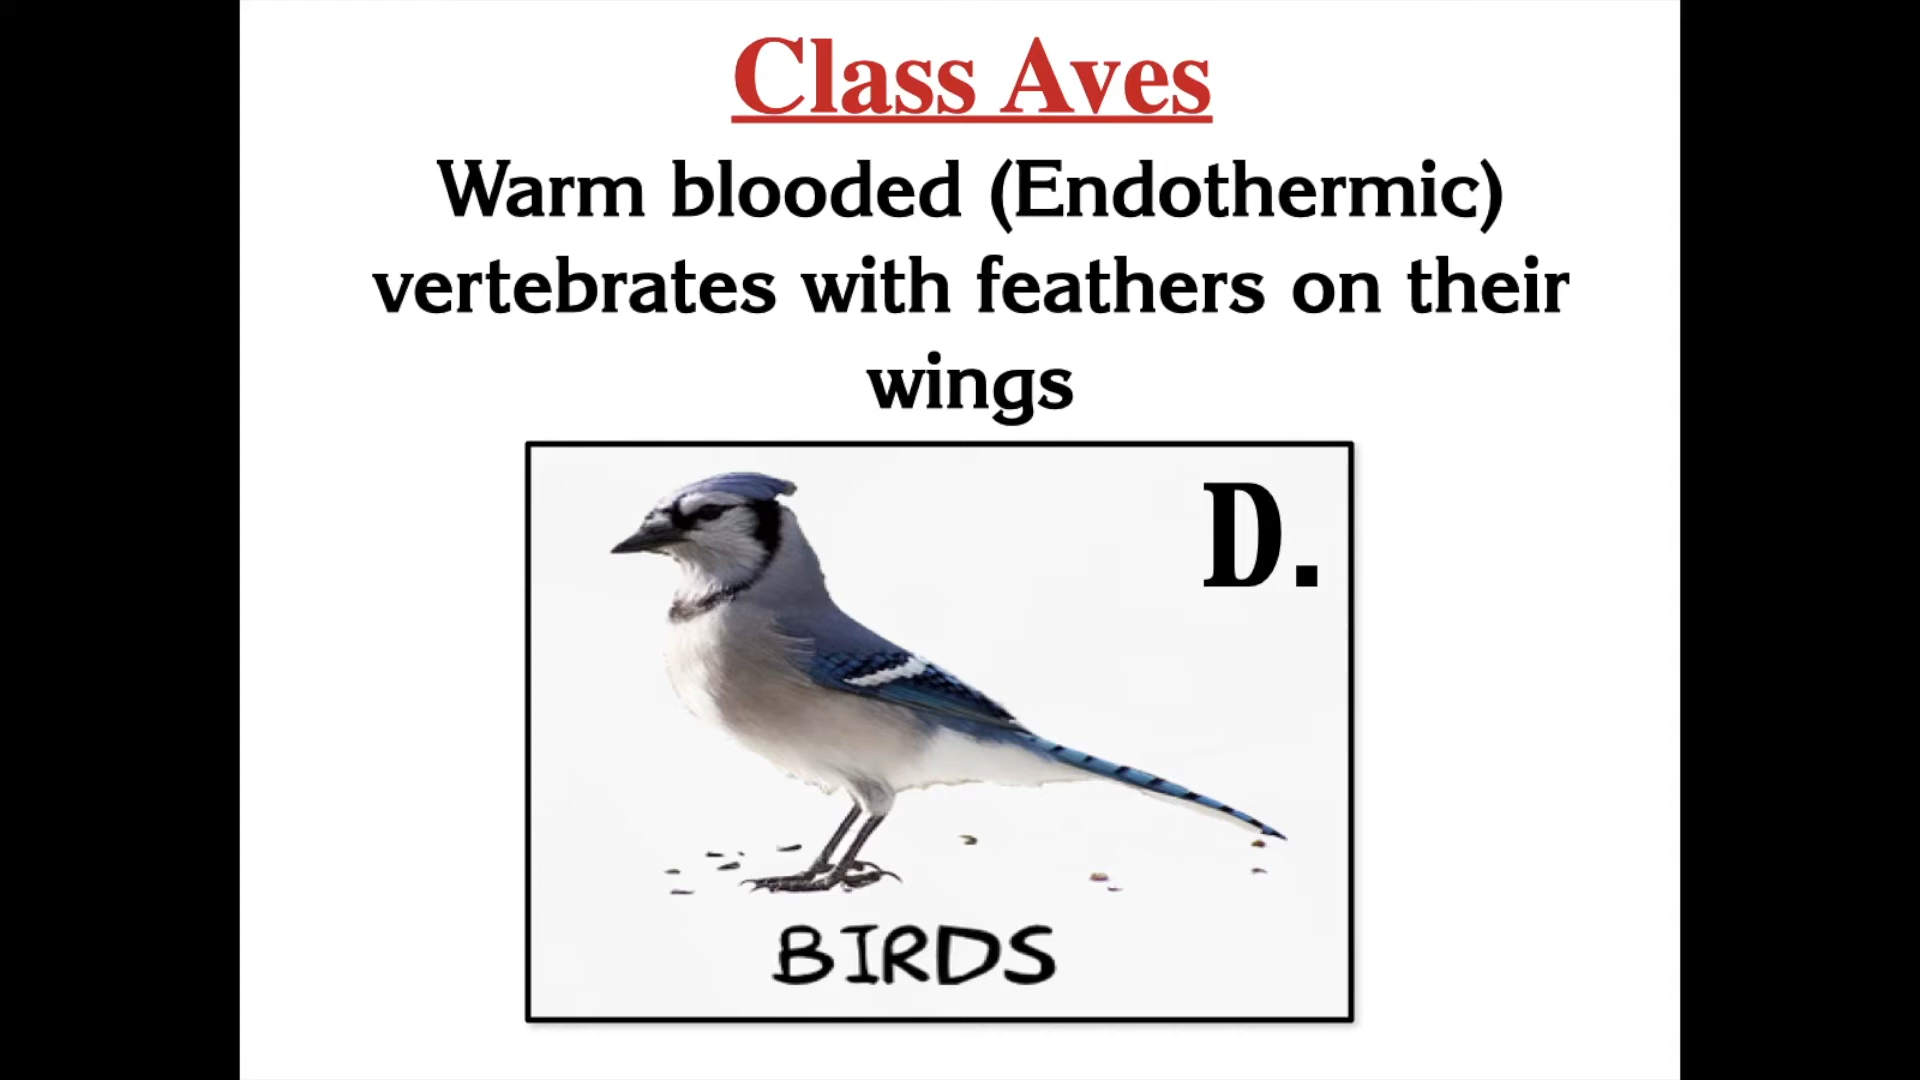 Class Aves
Warm blooded (Endothermic)
vertebrates with feathers on their
wings
D.
BIRDS